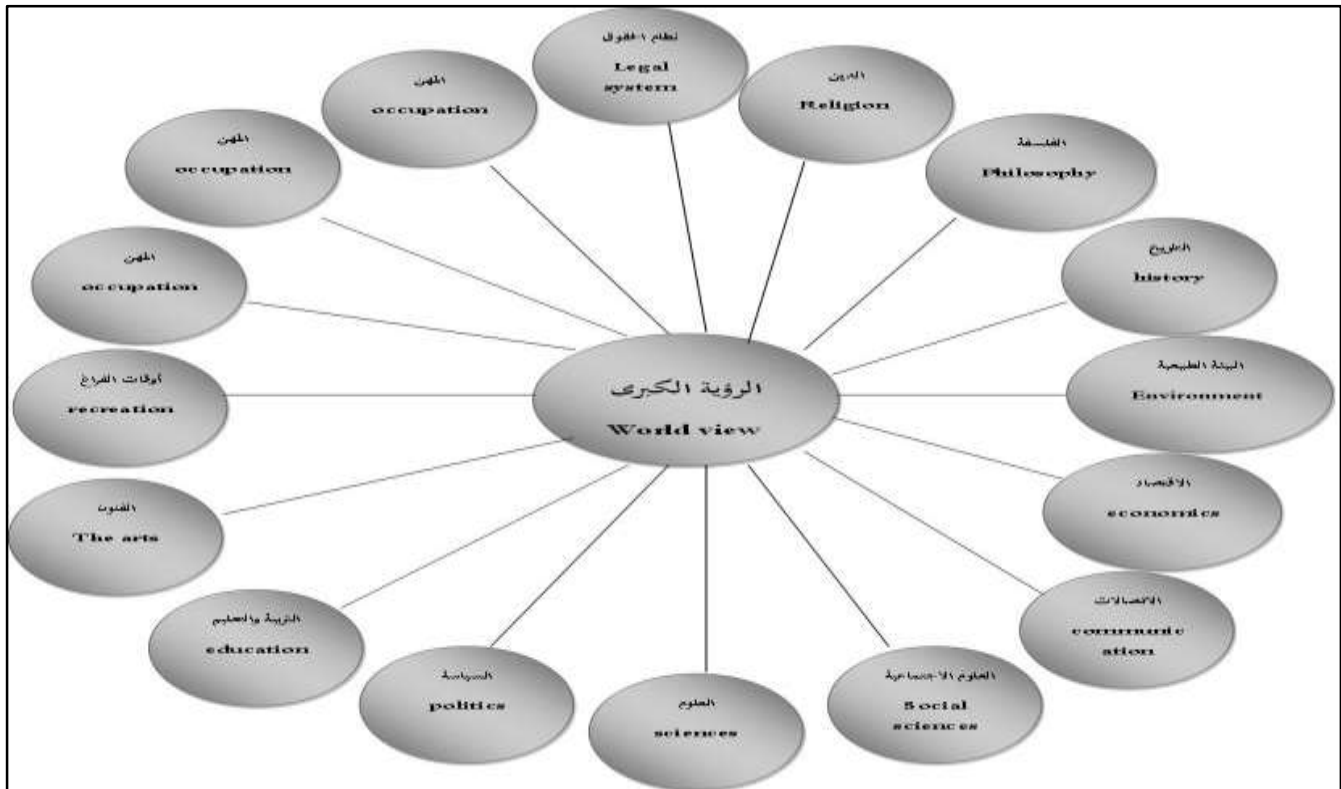 نظام الحقوق
Legal
system
الدين
Religion
الفلسفة
Philosophy
التاريخ
history
البيئة الطبيعية
Environment
الاقتصاد
economics
الاتصالات
communic
ation
العلوم الاجتماعية
Social
sciences
العلوم
sciences
السياسة
politics
التربية والتعليم
education
الفنون
The arts
أوقات الفراغ
recreation
المهن
occupation
المهن
occupation
المهن
occupation
الرؤية الكبرى
World view